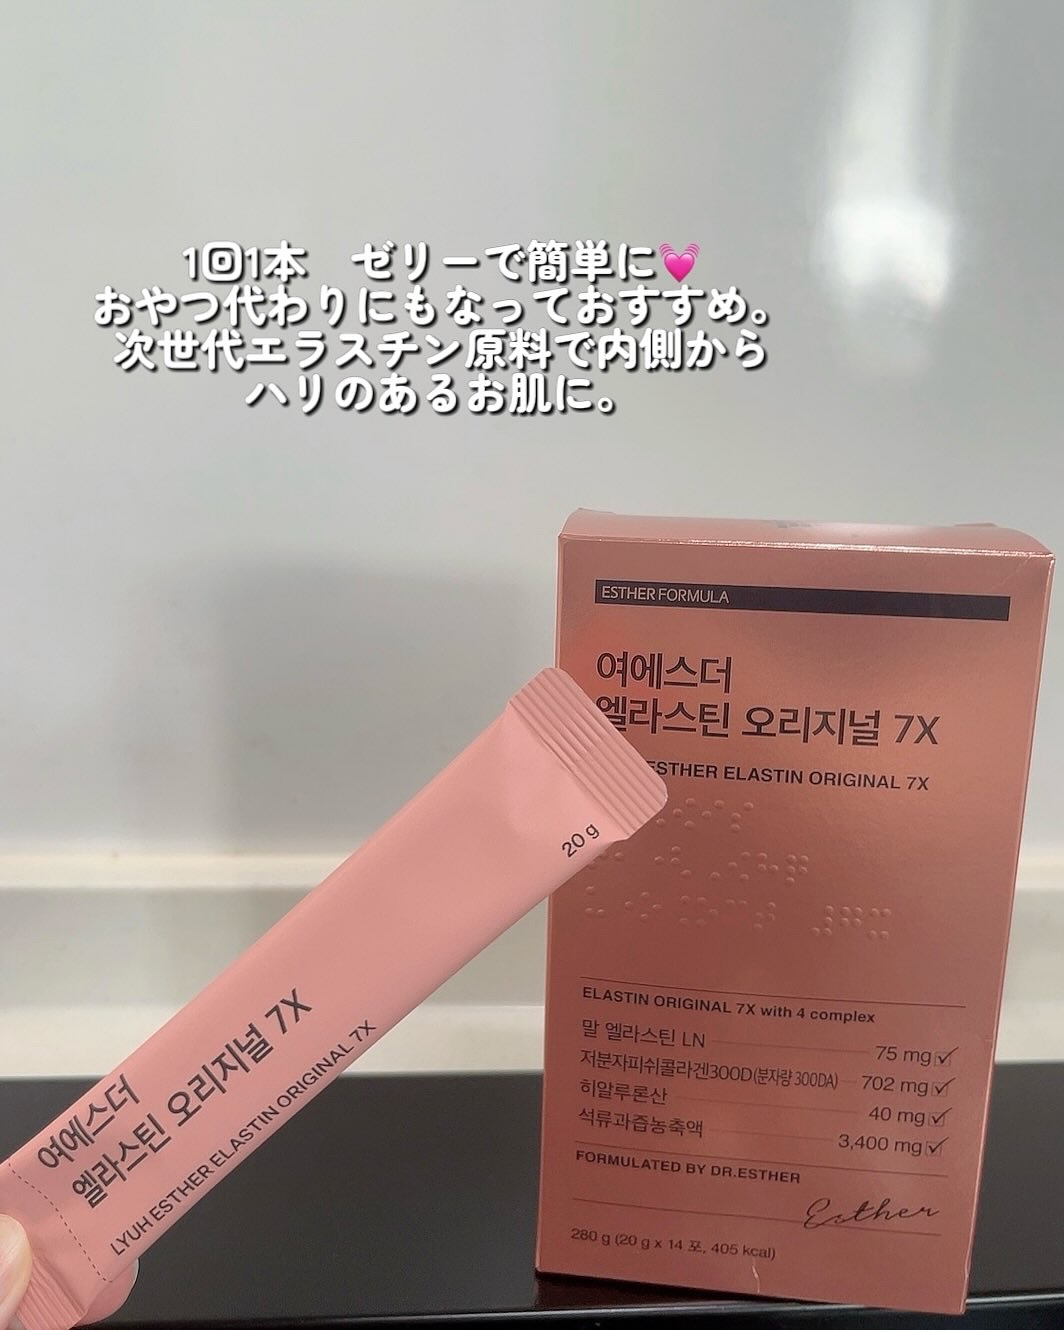 1回1本　ゼリーで簡単に💓
おやつ代わりにもなっておすすめ。
次世代エラスチン原料で内側から
ハリのあるお肌に。
ESTHER FORMULA
여에스더
엘라스틴 오리지널 7X
ESTHER ELASTIN ORIGINAL 7X
ELASTIN ORIGINAL 7X with 4 complex
말 엘라스틴 LN 75 mg
저분자피쉬콜라겐300D(분자량 300DA) 702 mg
히알루론산 40 mg
석류과즙농축액 3,400 mg
FORMULATED BY DR.ESTHER
Esther
280 g (20 g x 14 포, 405 kcal)
20 g
여에스더
엘라스틴 오리지널 7X
LYUH ESTHER ELASTIN ORIGINAL 7X